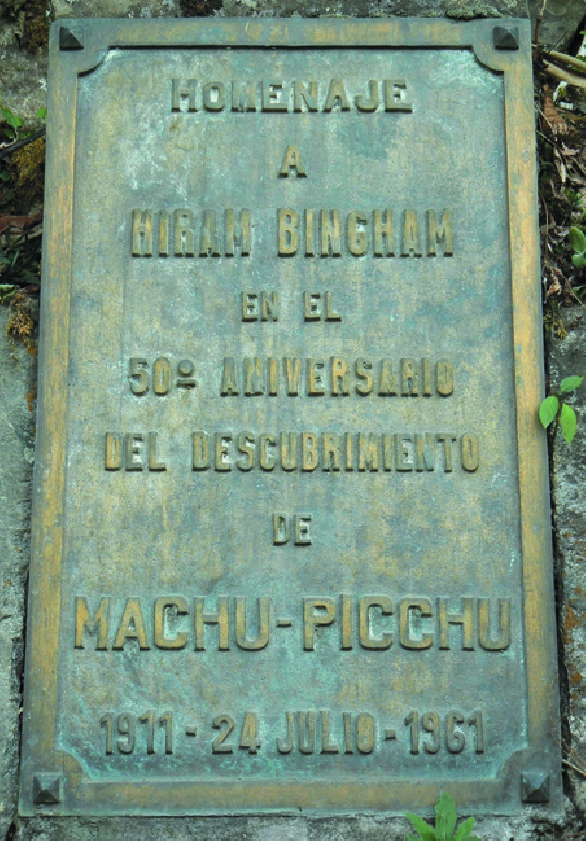 HOMENAJE
A
HIRAM BINGHAM
EN EL
50º ANIVERSARIO
DEL DESCUBRIMIENTO
DE
MACHU-PICCHU
1911 - 24 JULIO - 1961